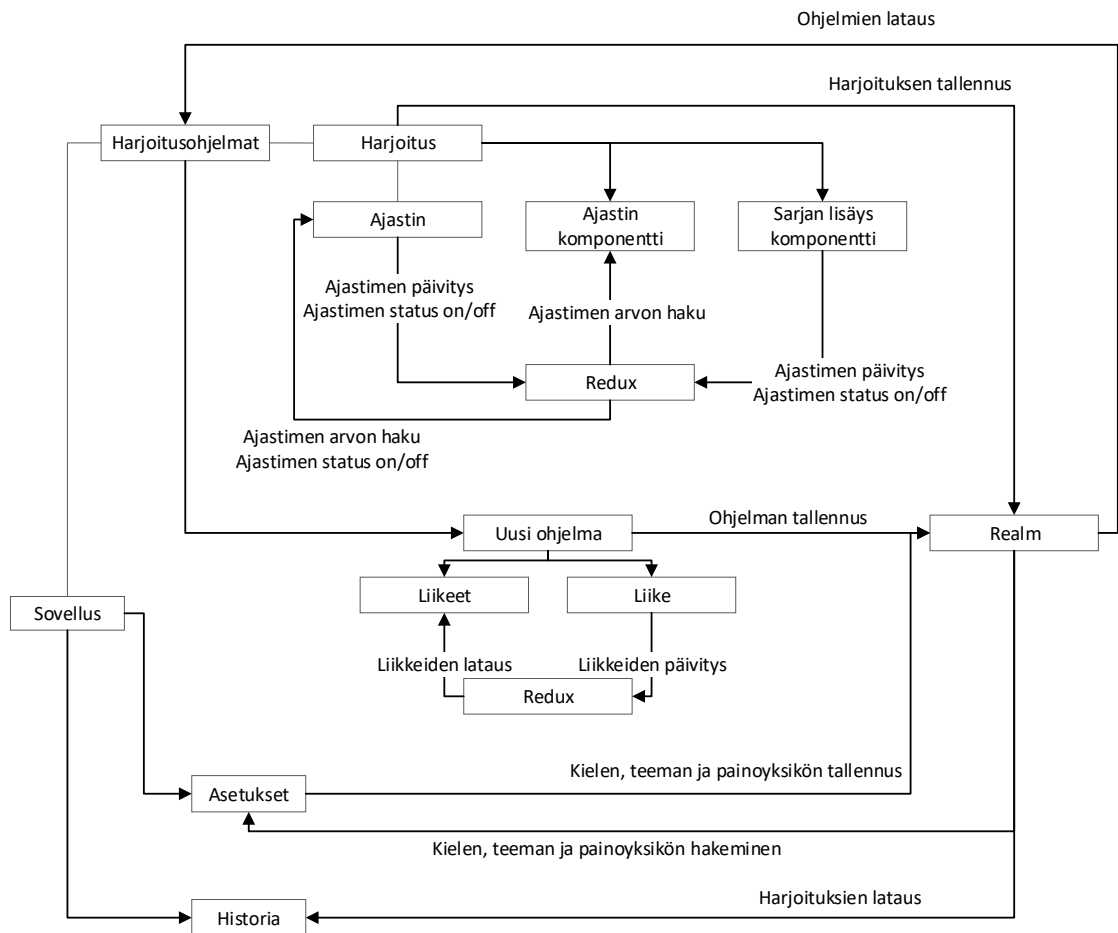 Ohjelmien lataus
Harjoituksen tallennus
Harjoitusohjelmat
Harjoitus
Ajastin
Ajastin
komponentti
Sarjan lisäys
komponentti
Ajastimen päivitys
Ajastimen status on/off
Ajastimen arvon haku
Redux
Ajastimen päivitys
Ajastimen status on/off
Ajastimen arvon haku
Ajastimen status on/off
Uusi ohjelma
Ohjelman tallennus
Realm
Liikeet
Liike
Sovellus
Liikkeiden lataus
Liikkeiden päivitys
Redux
Kielen, teeman ja painoyksikön tallennus
Asetukset
Kielen, teeman ja painoyksikön hakeminen
Harjoituksien lataus
Historia